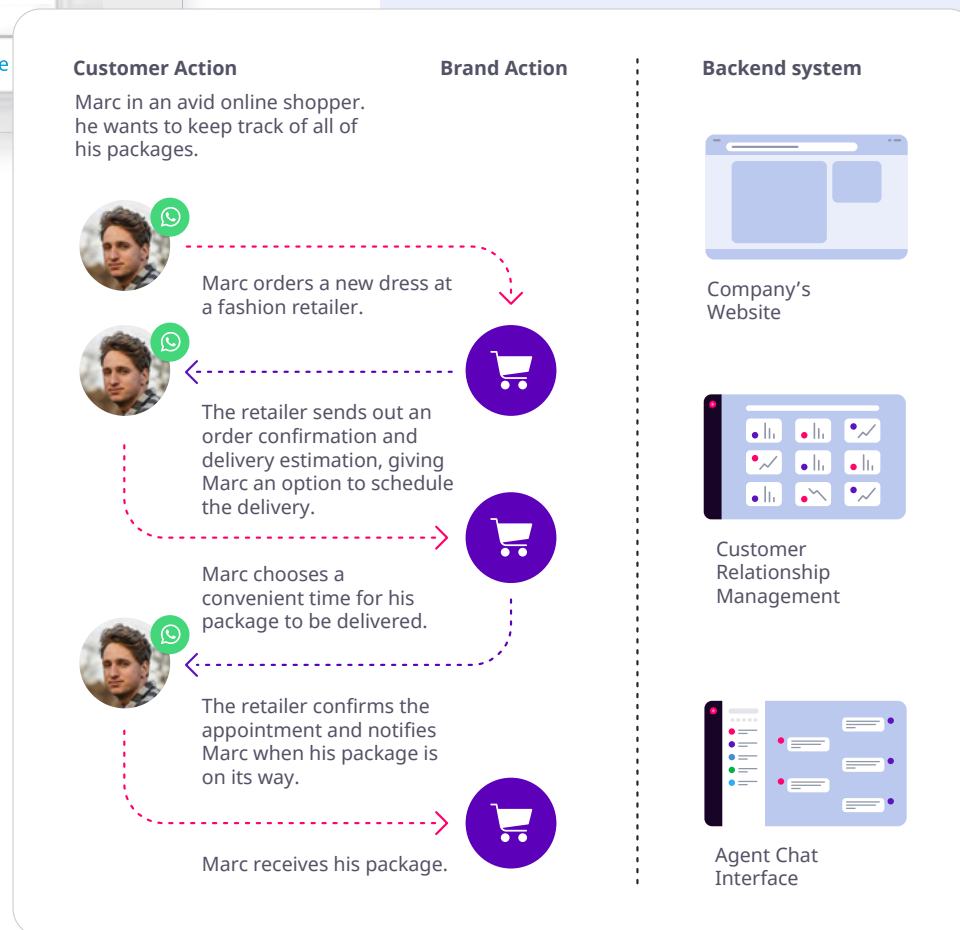 e
Customer Action
Brand Action
Backend system
Marc in an avid online shopper.
he wants to keep track of all of
his packages.
Marc orders a new dress at
a fashion retailer.
Company’s
Website
The retailer sends out an
order confirmation and
delivery estimation, giving
Marc an option to schedule
the delivery.
Customer
Relationship
Management
Marc chooses a
convenient time for his
package to be delivered.
The retailer confirms the
appointment and notifies
Marc when his package is
on its way.
Marc receives his package.
Agent Chat
Interface